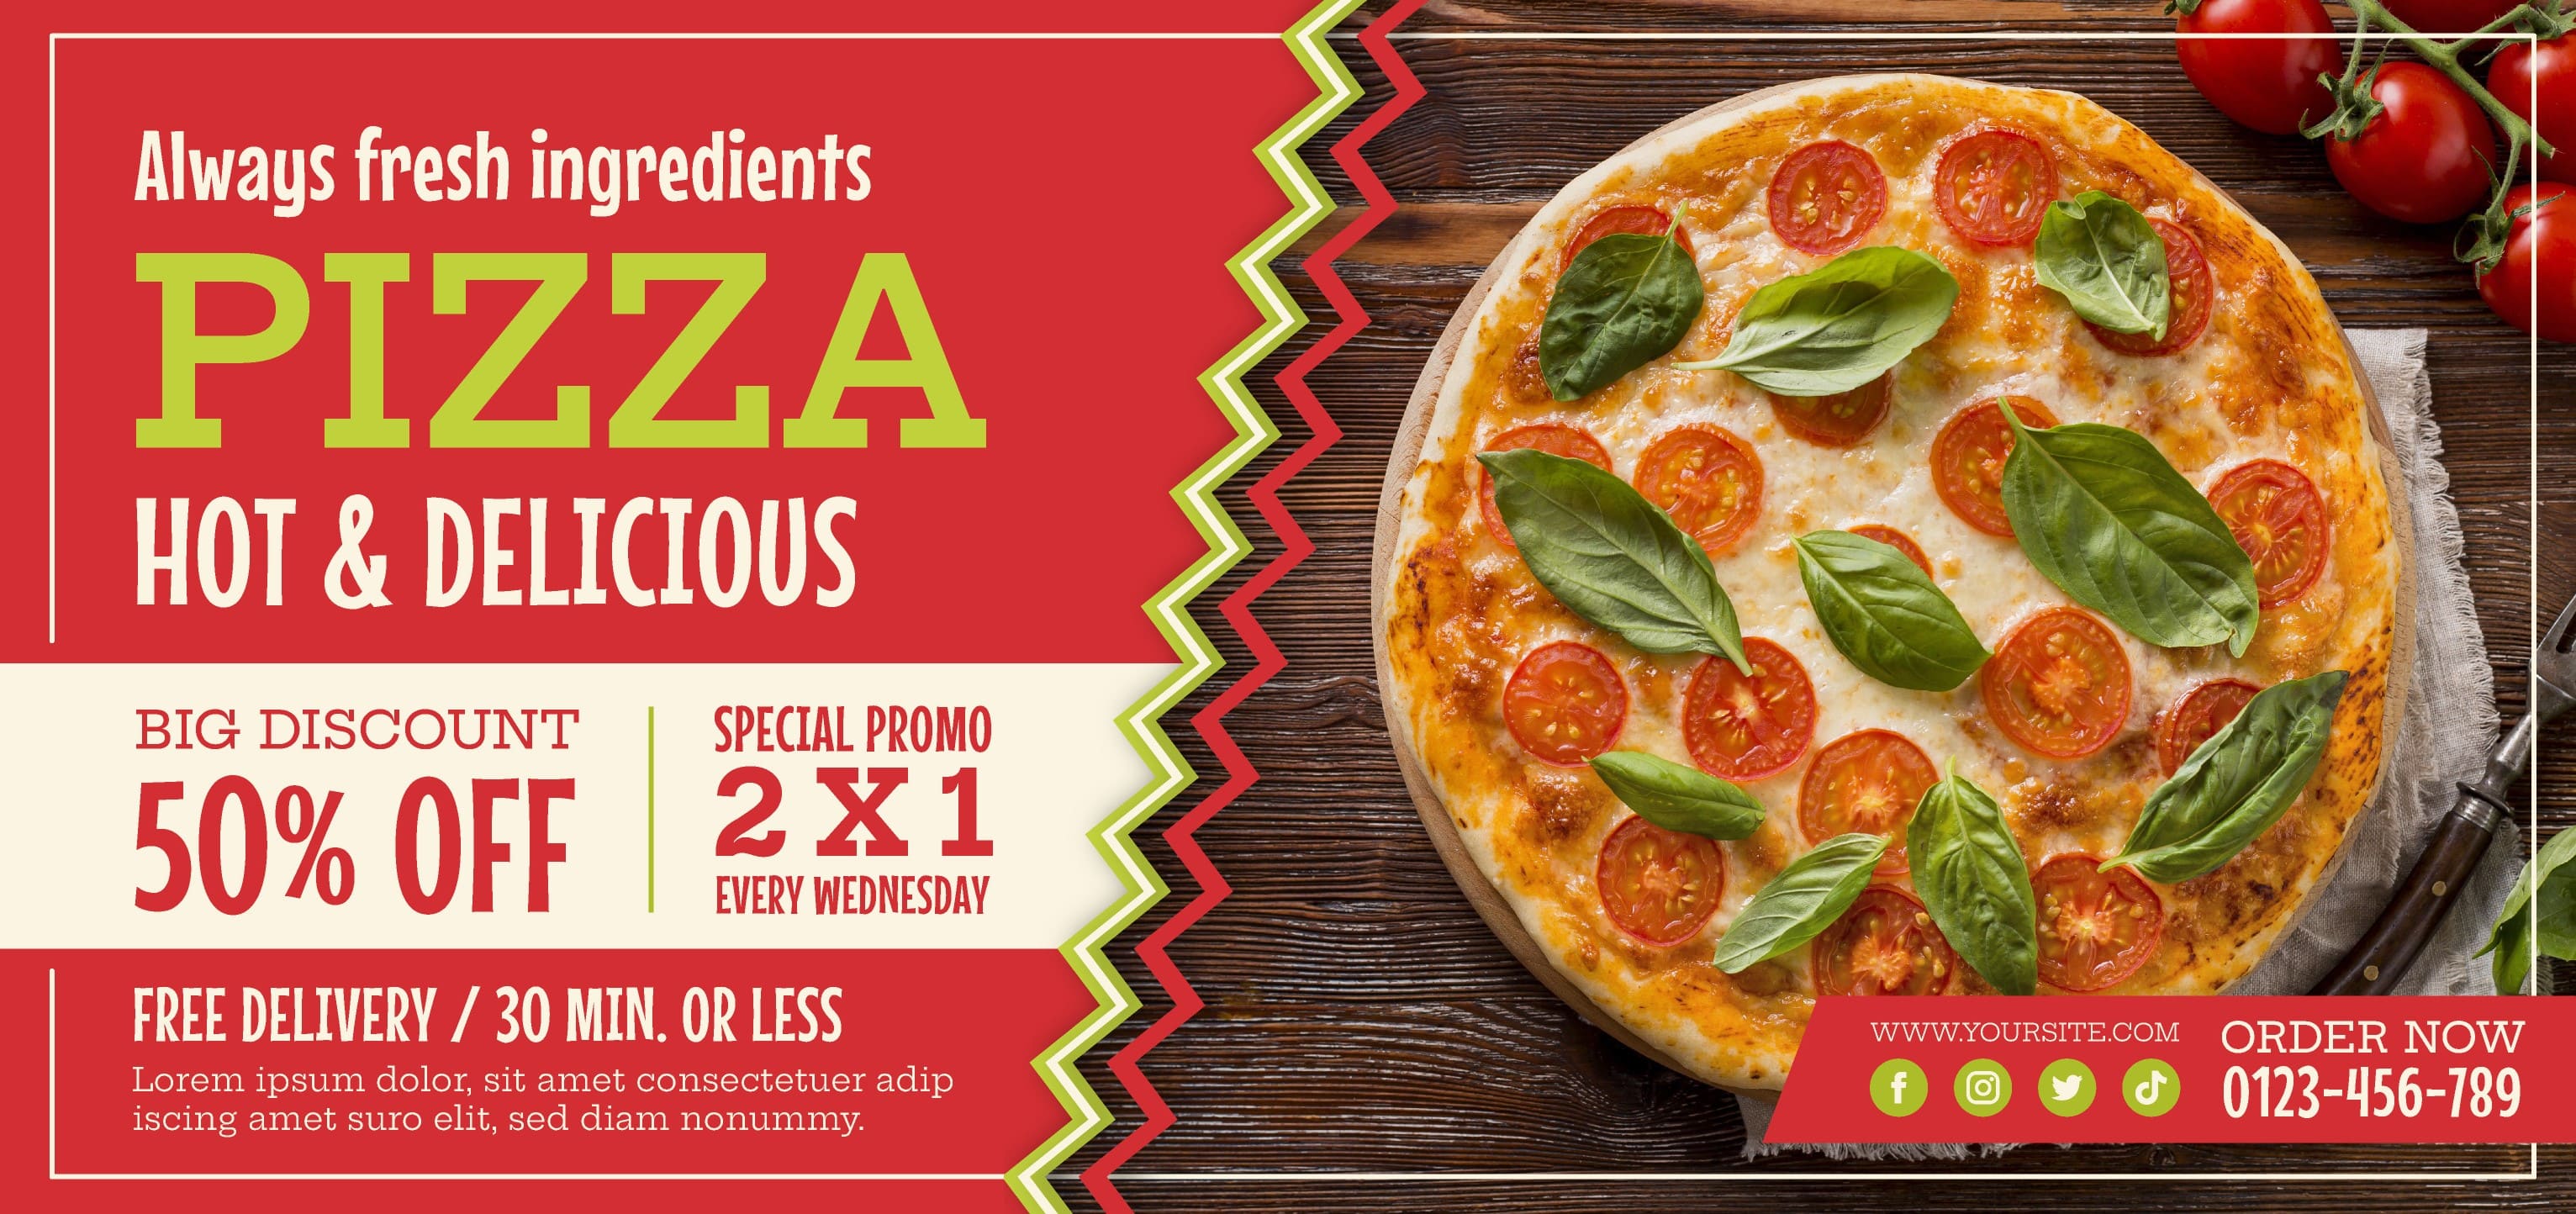 Always fresh ingredients
PIZZA
HOT & DELICIOUS
BIG DISCOUNT
50% OFF
SPECIAL PROMO
2 X 1
EVERY WEDNESDAY
FREE DELIVERY / 30 MIN. OR LESS
Lorem ipsum dolor, sit amet consectetuer adip
iscing amet suro elit, sed diam nonummy.
WWW.YOURSITE.COM
ORDER NOW
0123-456-789